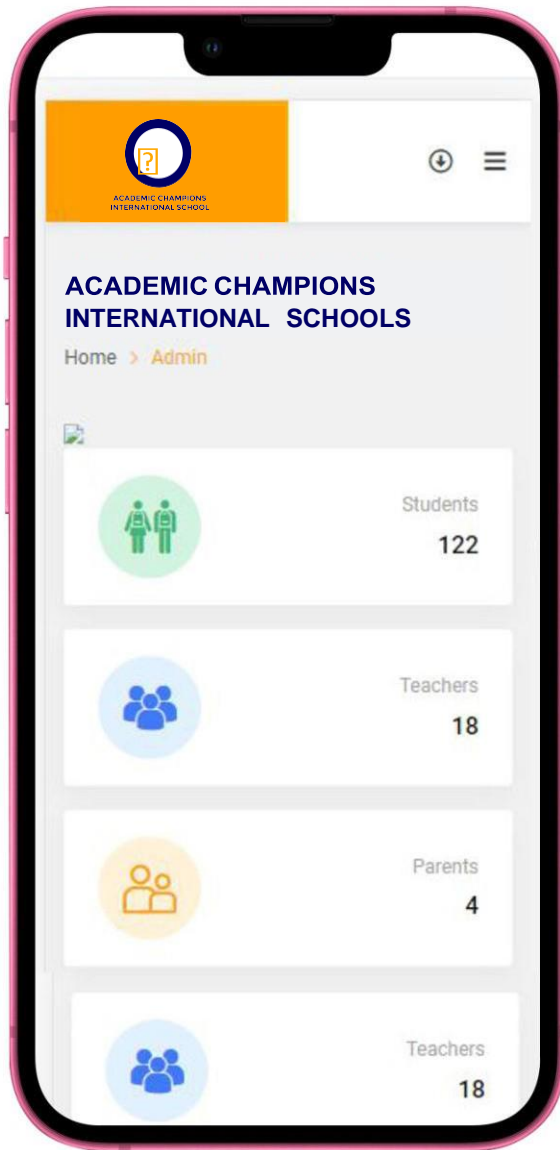 ACADEMIC CHAMPIONS
INTERNATIONAL SCHOOL
ACADEMIC CHAMPIONS
INTERNATIONAL SCHOOLS
Home > Admin
Students
122
Teachers
18
Parents
4
Teachers
18